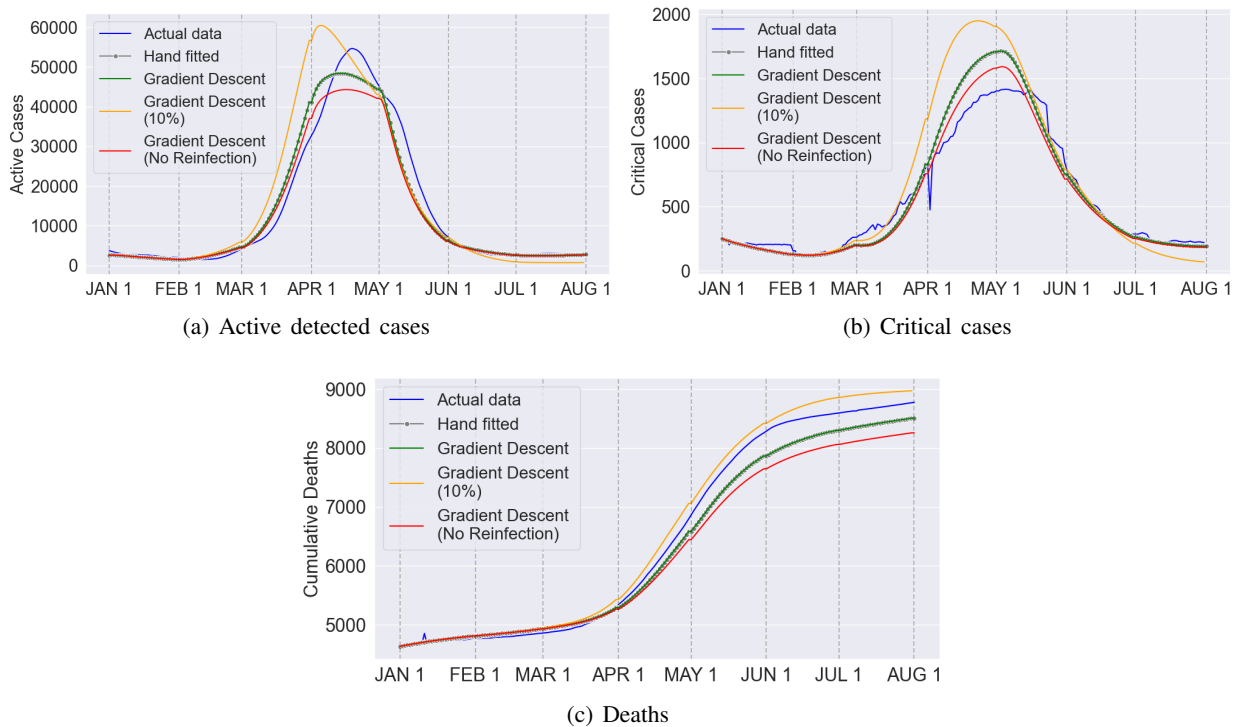 60000
50000
40000
30000
20000
10000
0
Active Cases
Actual data
Hand fitted
Gradient Descent
Gradient Descent
(10%)
Gradient Descent
(No Reinfection)
JAN 1 FEB 1 MAR 1 APR 1 MAY 1 JUN 1 JUL 1 AUG 1
(a) Active detected cases
2000
1500
1000
500
0
Critical Cases
Actual data
Hand fitted
Gradient Descent
Gradient Descent
(10%)
Gradient Descent
(No Reinfection)
JAN 1 FEB 1 MAR 1 APR 1 MAY 1 JUN 1 JUL 1 AUG 1
(b) Critical cases
9000
8000
7000
6000
5000
Cumulative Deaths
Actual data
Hand fitted
Gradient Descent
Gradient Descent
(10%)
Gradient Descent
(No Reinfection)
JAN 1 FEB 1 MAR 1 APR 1 MAY 1 JUN 1 JUL 1 AUG 1
(c) Deaths